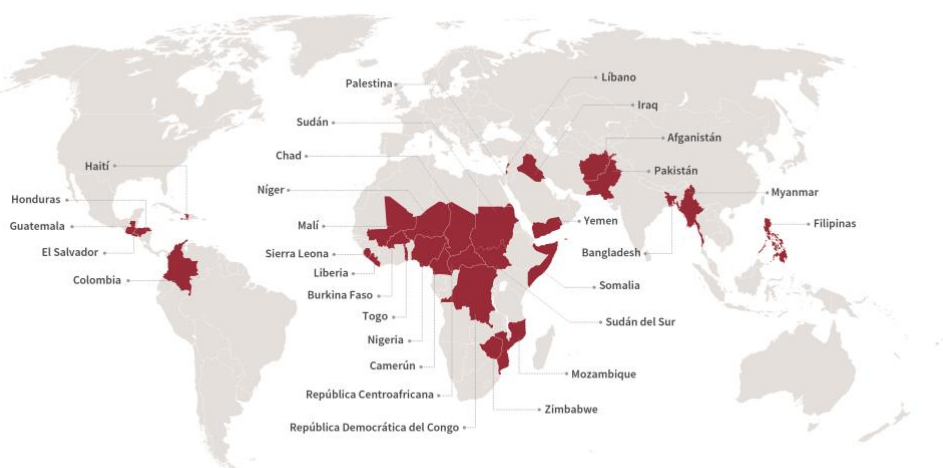 Palestina
Líbano
Iraq
Sudán
Afganistán
Chad
Haití
Pakistán
Níger
Myanmar
Honduras
Guatemala
Malí
Yemen
Filipinas
El Salvador
Sierra Leona
Bangladesh
Liberia
Colombia
Somalia
Burkina Faso
Togo
Sudán del Sur
Nigeria
Camerún
Mozambique
República Centroafricana
Zimbabwe
República Democrática del Congo